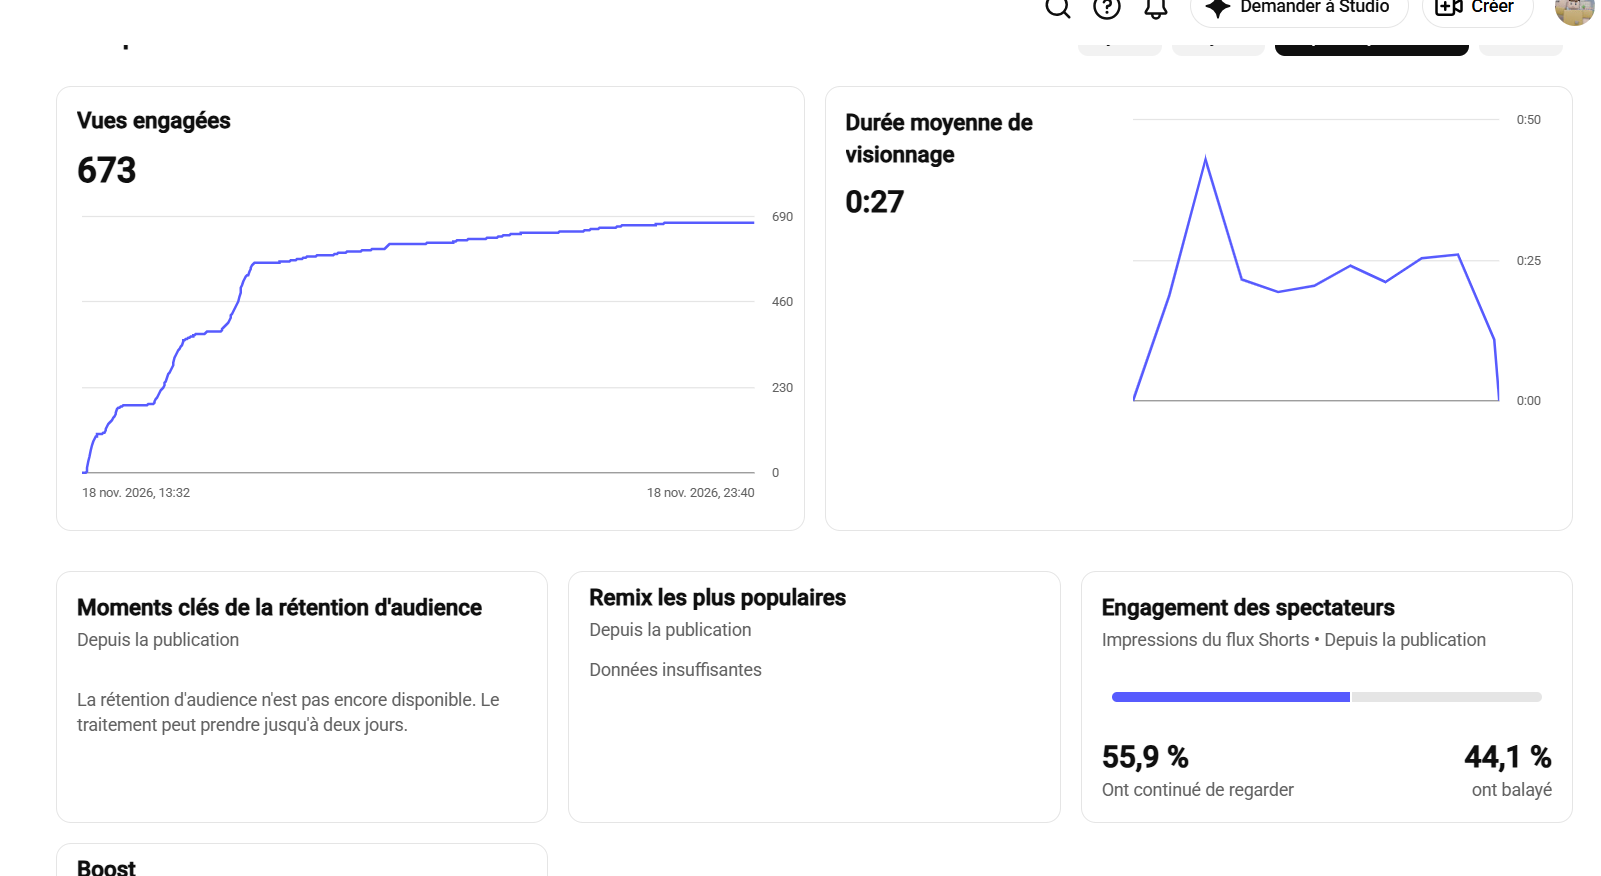 Demander à Studio
Créer
Vues engagées
673
690
460
230
0
18 nov. 2026, 13:32
18 nov. 2026, 23:40
Durée moyenne de
visionnage
0:27
0:50
0:25
0:00
Moments clés de la rétention d'audience
Depuis la publication
La rétention d'audience n'est pas encore disponible. Le
traitement peut prendre jusqu'à deux jours.
Remix les plus populaires
Depuis la publication
Données insuffisantes
Engagement des spectateurs
Impressions du flux Shorts • Depuis la publication
55,9 %
Ont continué de regarder
44,1 %
ont balayé
Boost